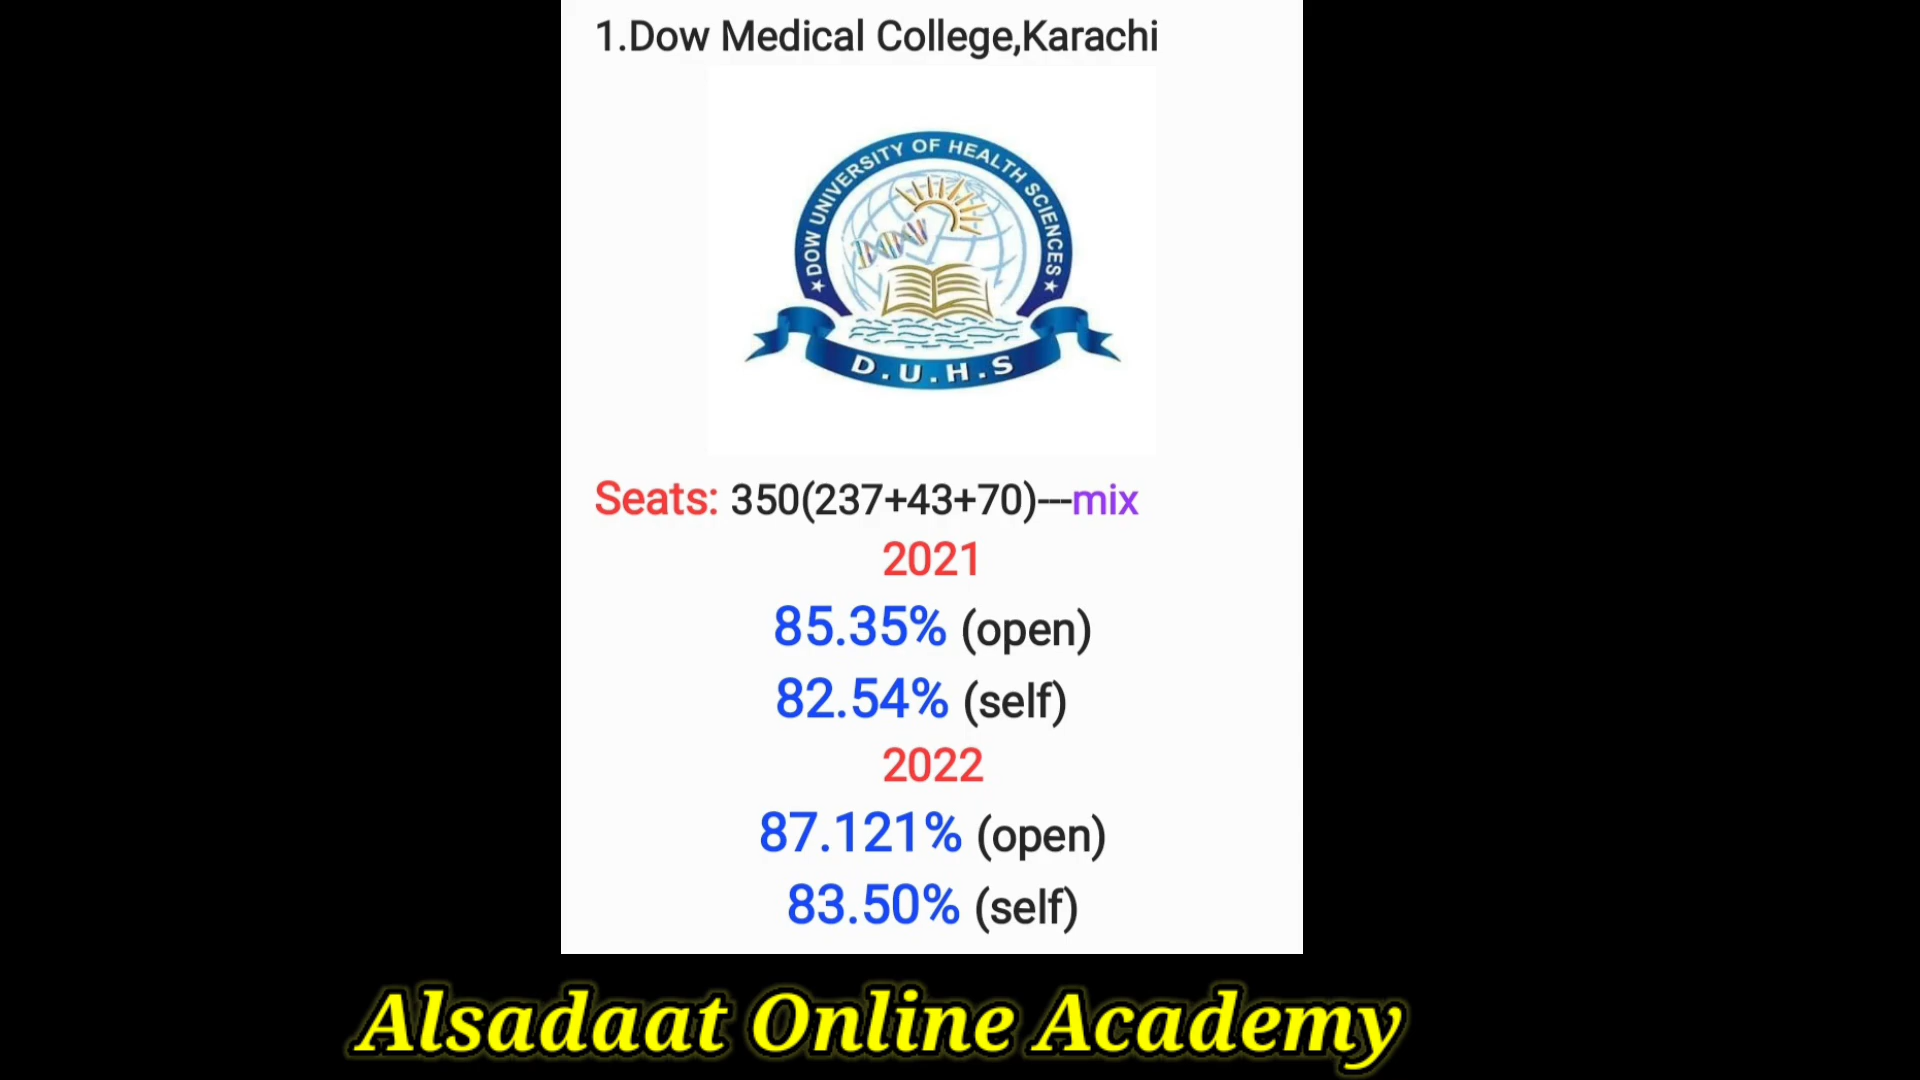 1.Dow Medical College,Karachi
★ DOW UNIVERSITY OF HEALTH SCIENCES ★
D.U.H.S
Seats: 350(237+43+70)---mix
2021
85.35% (open)
82.54% (self)
2022
87.121% (open)
83.50% (self)
Alsadaat Online Academy